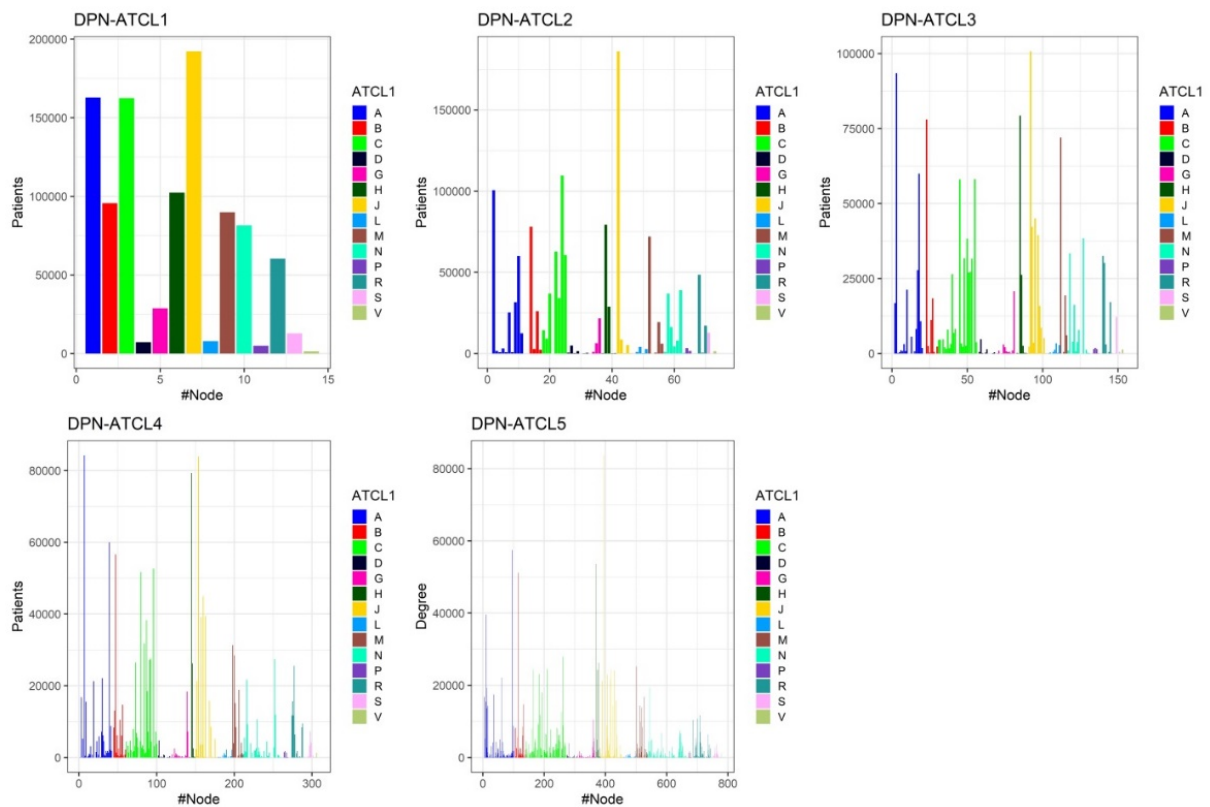 DPN-ATCL1
200000
150000
100000
50000
0
Patients
0
5
10
15
#Node
ATCL1
A
B
C
D
G
H
J
L
M
N
P
R
S
V
DPN-ATCL2
150000
100000
50000
0
Patients
0
20
40
60
#Node
ATCL1
A
B
C
D
G
H
J
L
M
N
P
R
S
V
DPN-ATCL3
100000
75000
50000
25000
0
Patients
0
50
100
150
#Node
ATCL1
A
B
C
D
G
H
J
L
M
N
P
R
S
V
DPN-ATCL4
80000
60000
40000
20000
0
Patients
0
100
200
300
#Node
ATCL1
A
B
C
D
G
H
J
L
M
N
P
R
S
V
DPN-ATCL5
80000
60000
40000
20000
0
Degree
0
200
400
600
800
#Node
ATCL1
A
B
C
D
G
H
J
L
M
N
P
R
S
V